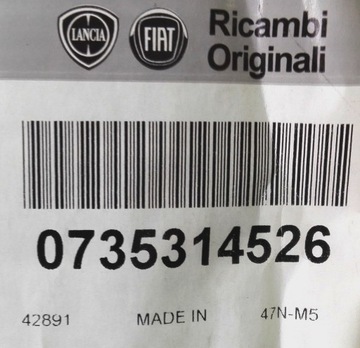 LANCIA FIAT Ricambi
Originali
0735314526
42891 MADE IN 47N-M5